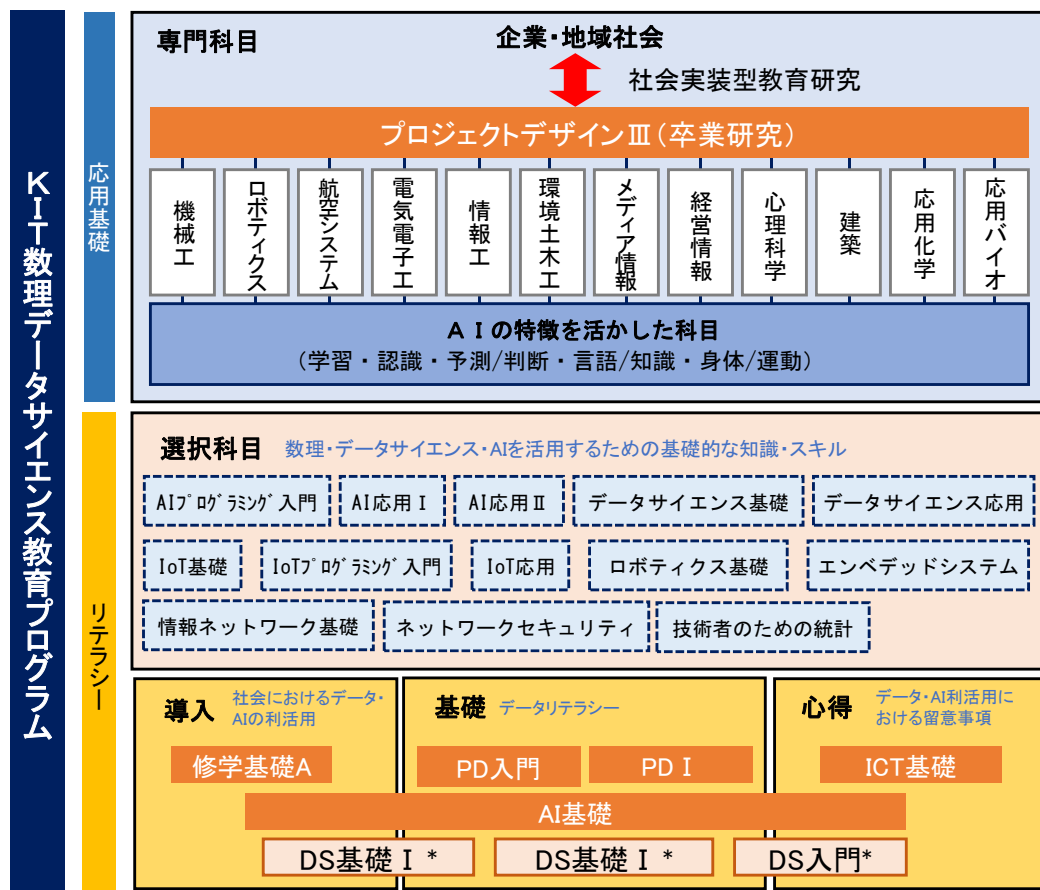 KIT数理データサイエンス教育プログラム
応用基礎
専門科目
企業・地域社会
社会実装型教育研究
プロジェクトデザインⅢ(卒業研究)
機械工
ロボティクス
航空システム
電気電子工
情報工
環境土木工
メディア情報
経営情報
心理科学
建築
応用化学
応用バイオ
AIの特徴を活かした科目
(学習・認識・予測/判断・言語/知識・身体/運動)
リテラシー
選択科目 数理・データサイエンス・AIを活用するための基礎的な知識・スキル
AIプログラミング入門
AI応用Ⅰ
AI応用Ⅱ
データサイエンス基礎
データサイエンス応用
IoT基礎
IoTプログラミング入門
IoT応用
ロボティクス基礎
エンベデッドシステム
情報ネットワーク基礎
ネットワークセキュリティ
技術者のための統計
導入
社会におけるデータ・
AIの利活用
修学基礎A
基礎 データリテラシー
PD入門
PDⅠ
心得
データ・AI利活用に
おける留意事項
ICT基礎
AI基礎
DS基礎Ⅰ*
DS基礎Ⅰ*
DS入門*